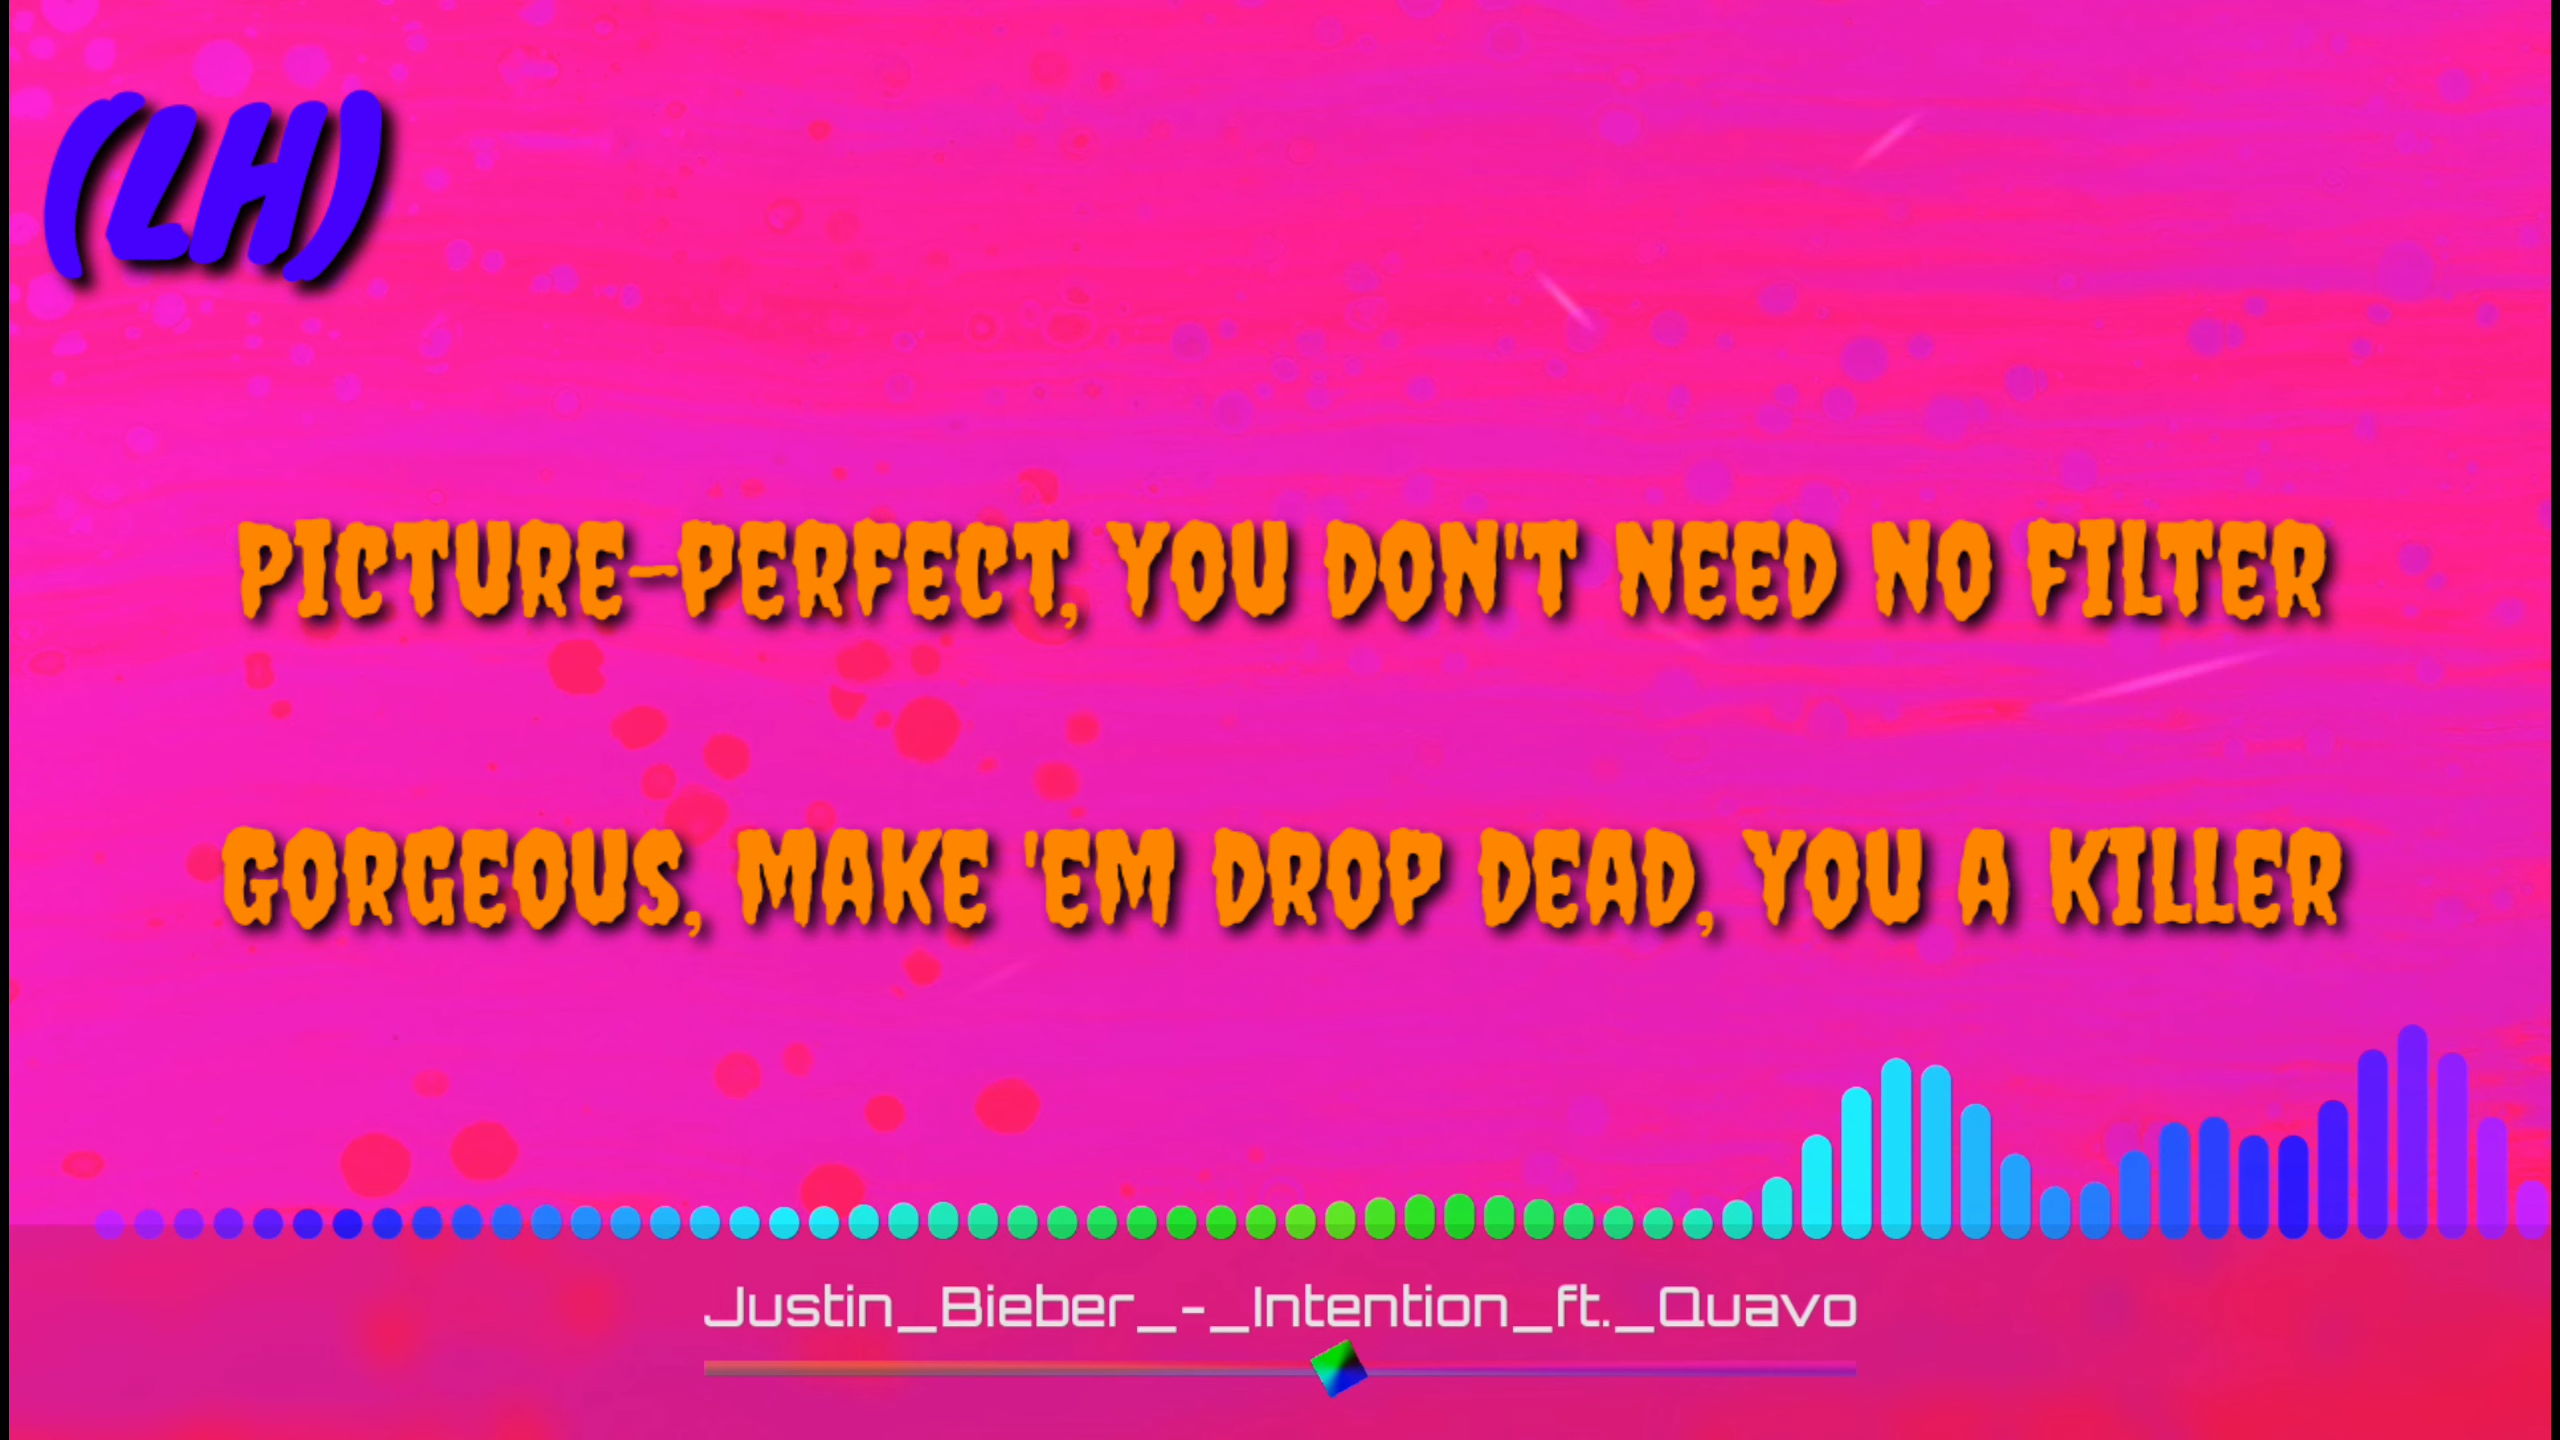 (LH)
PICTURE-PERFECT, YOU DON'T NEED NO FILTER
GORGEOUS, MAKE 'EM DROP DEAD, YOU A KILLER
Justin_Bieber_-_Intention_ft._Quavo